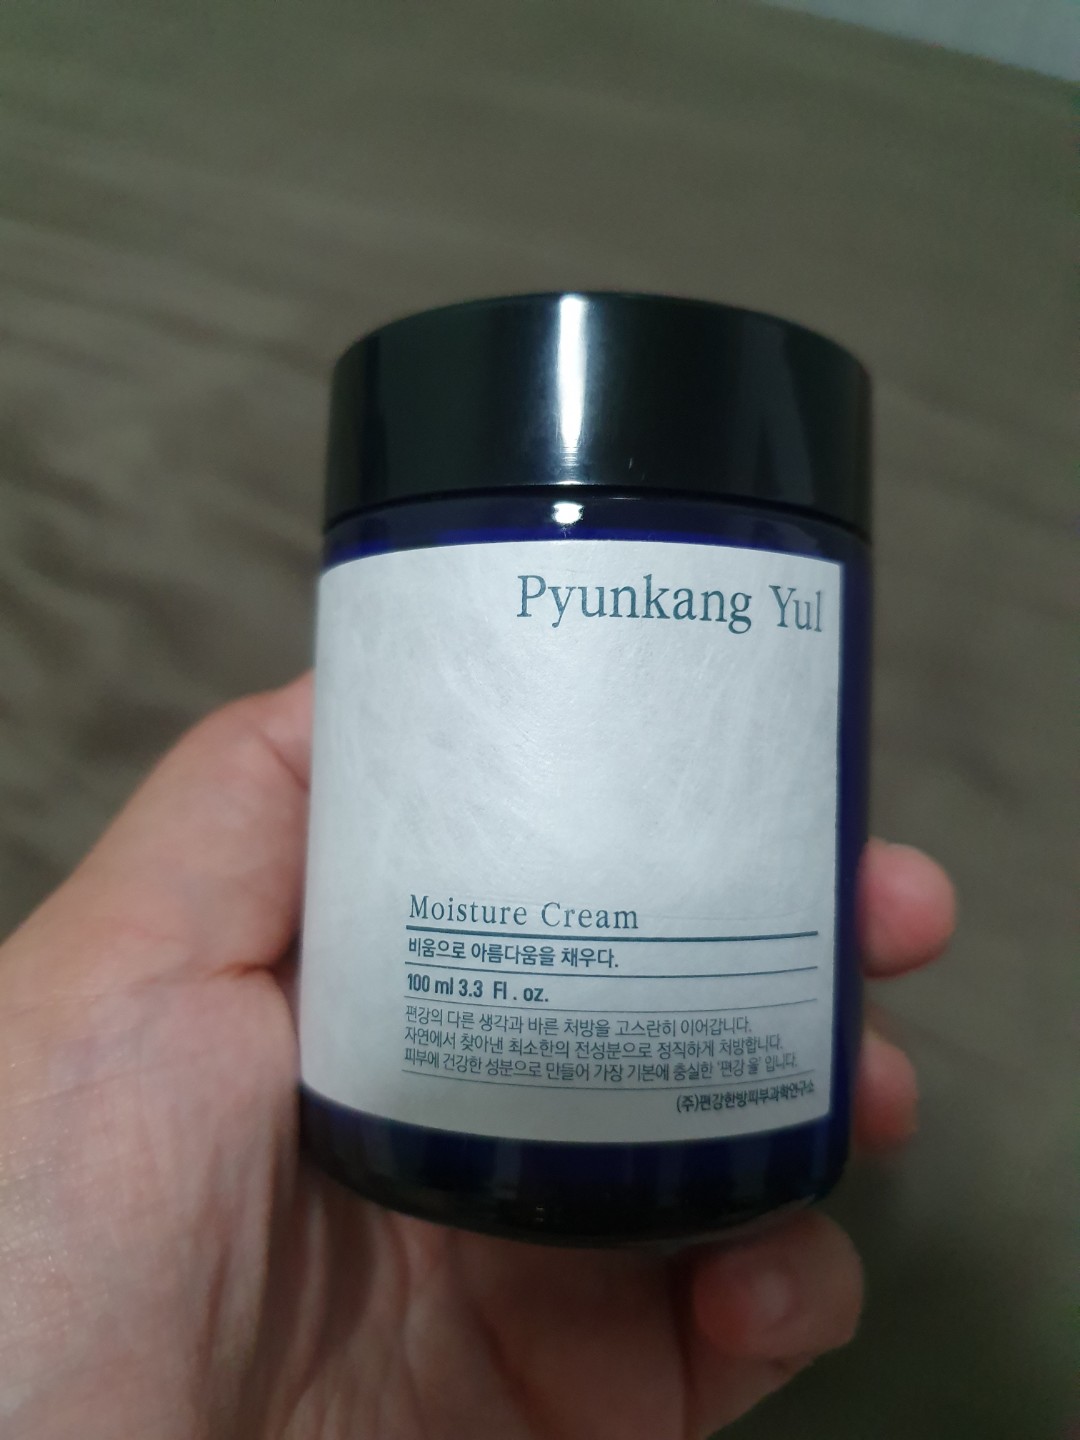 Pyunkang Yul
Moisture Cream
비움으로 아름다움을 채우다.
100 ml 3.3 Fl . oz.
편강의 다른 생각과 바른 처방을 고스란히 이어갑니다.
자연에서 찾아낸 최소한의 전성분으로 정직하게 처방합니다.
피부에 건강한 성분으로 만들어 가장 기본에 충실한 '편강 율' 입니다.
(주)편강한방피부과학연구소